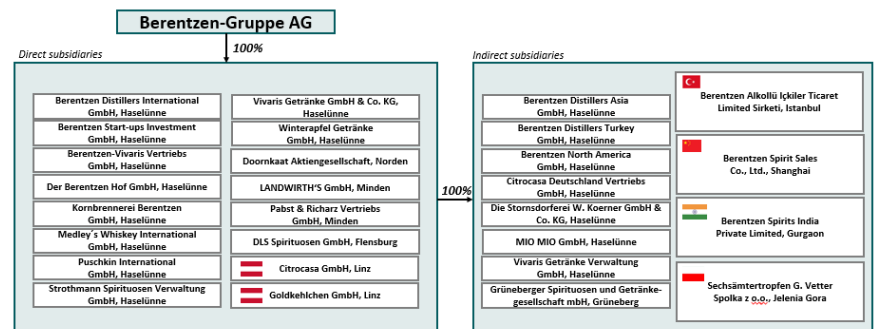 Berentzen-Gruppe AG
100%
Direct subsidiaries
Berentzen Distillers International
GmbH, Haselünne
Berentzen Start-ups Investment
GmbH, Haselünne
Berentzen-Vivaris Vertriebs
GmbH, Haselünne
Der Berentzen Hof GmbH, Haselünne
Kornbrennerei Berentzen
GmbH, Haselünne
Medley´s Whiskey International
GmbH, Haselünne
Puschkin International
GmbH, Haselünne
Strothmann Spirituosen Verwaltung
GmbH, Haselünne
Vivaris Getränke GmbH & Co. KG,
Haselünne
Winterapfel Getränke
GmbH, Haselünne
Doornkaat Aktiengesellschaft, Norden
LANDWIRTH‘S GmbH, Minden
Pabst & Richarz Vertriebs
GmbH, Minden
DLS Spirituosen GmbH, Flensburg
Citrocasa GmbH, Linz
Goldkehlchen GmbH, Linz
100%
Indirect subsidiaries
Berentzen Distillers Asia
GmbH, Haselünne
Berentzen Distillers Turkey
GmbH, Haselünne
Berentzen North America
GmbH, Haselünne
Citrocasa Deutschland Vertriebs
GmbH, Haselünne
Die Stornsdorferei W. Koerner GmbH &
Co. KG, Haselünne
MIO MIO GmbH, Haselünne
Vivaris Getränke Verwaltung
GmbH, Haselünne
Grüneberger Spirituosen und Getränke-
gesellschaft mbH, Grüneberg
Berentzen Alkollü Içkiler Ticaret
Limited Sirketi, Istanbul
Berentzen Spirit Sales
Co., Ltd., Shanghai
Berentzen Spirits India
Private Limited, Gurgaon
Sechsämtertropfen G. Vetter
Spolka z o.o., Jelenia Gora